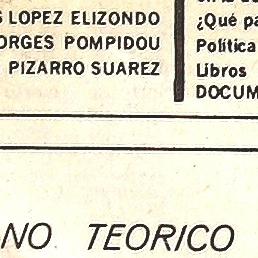 S LOPEZ ELIZONDO
ORGES POMPIDOU
PIZARRO SUAREZ
¿Qué pa
Política
Libros
DOCUM
NO TEORICO